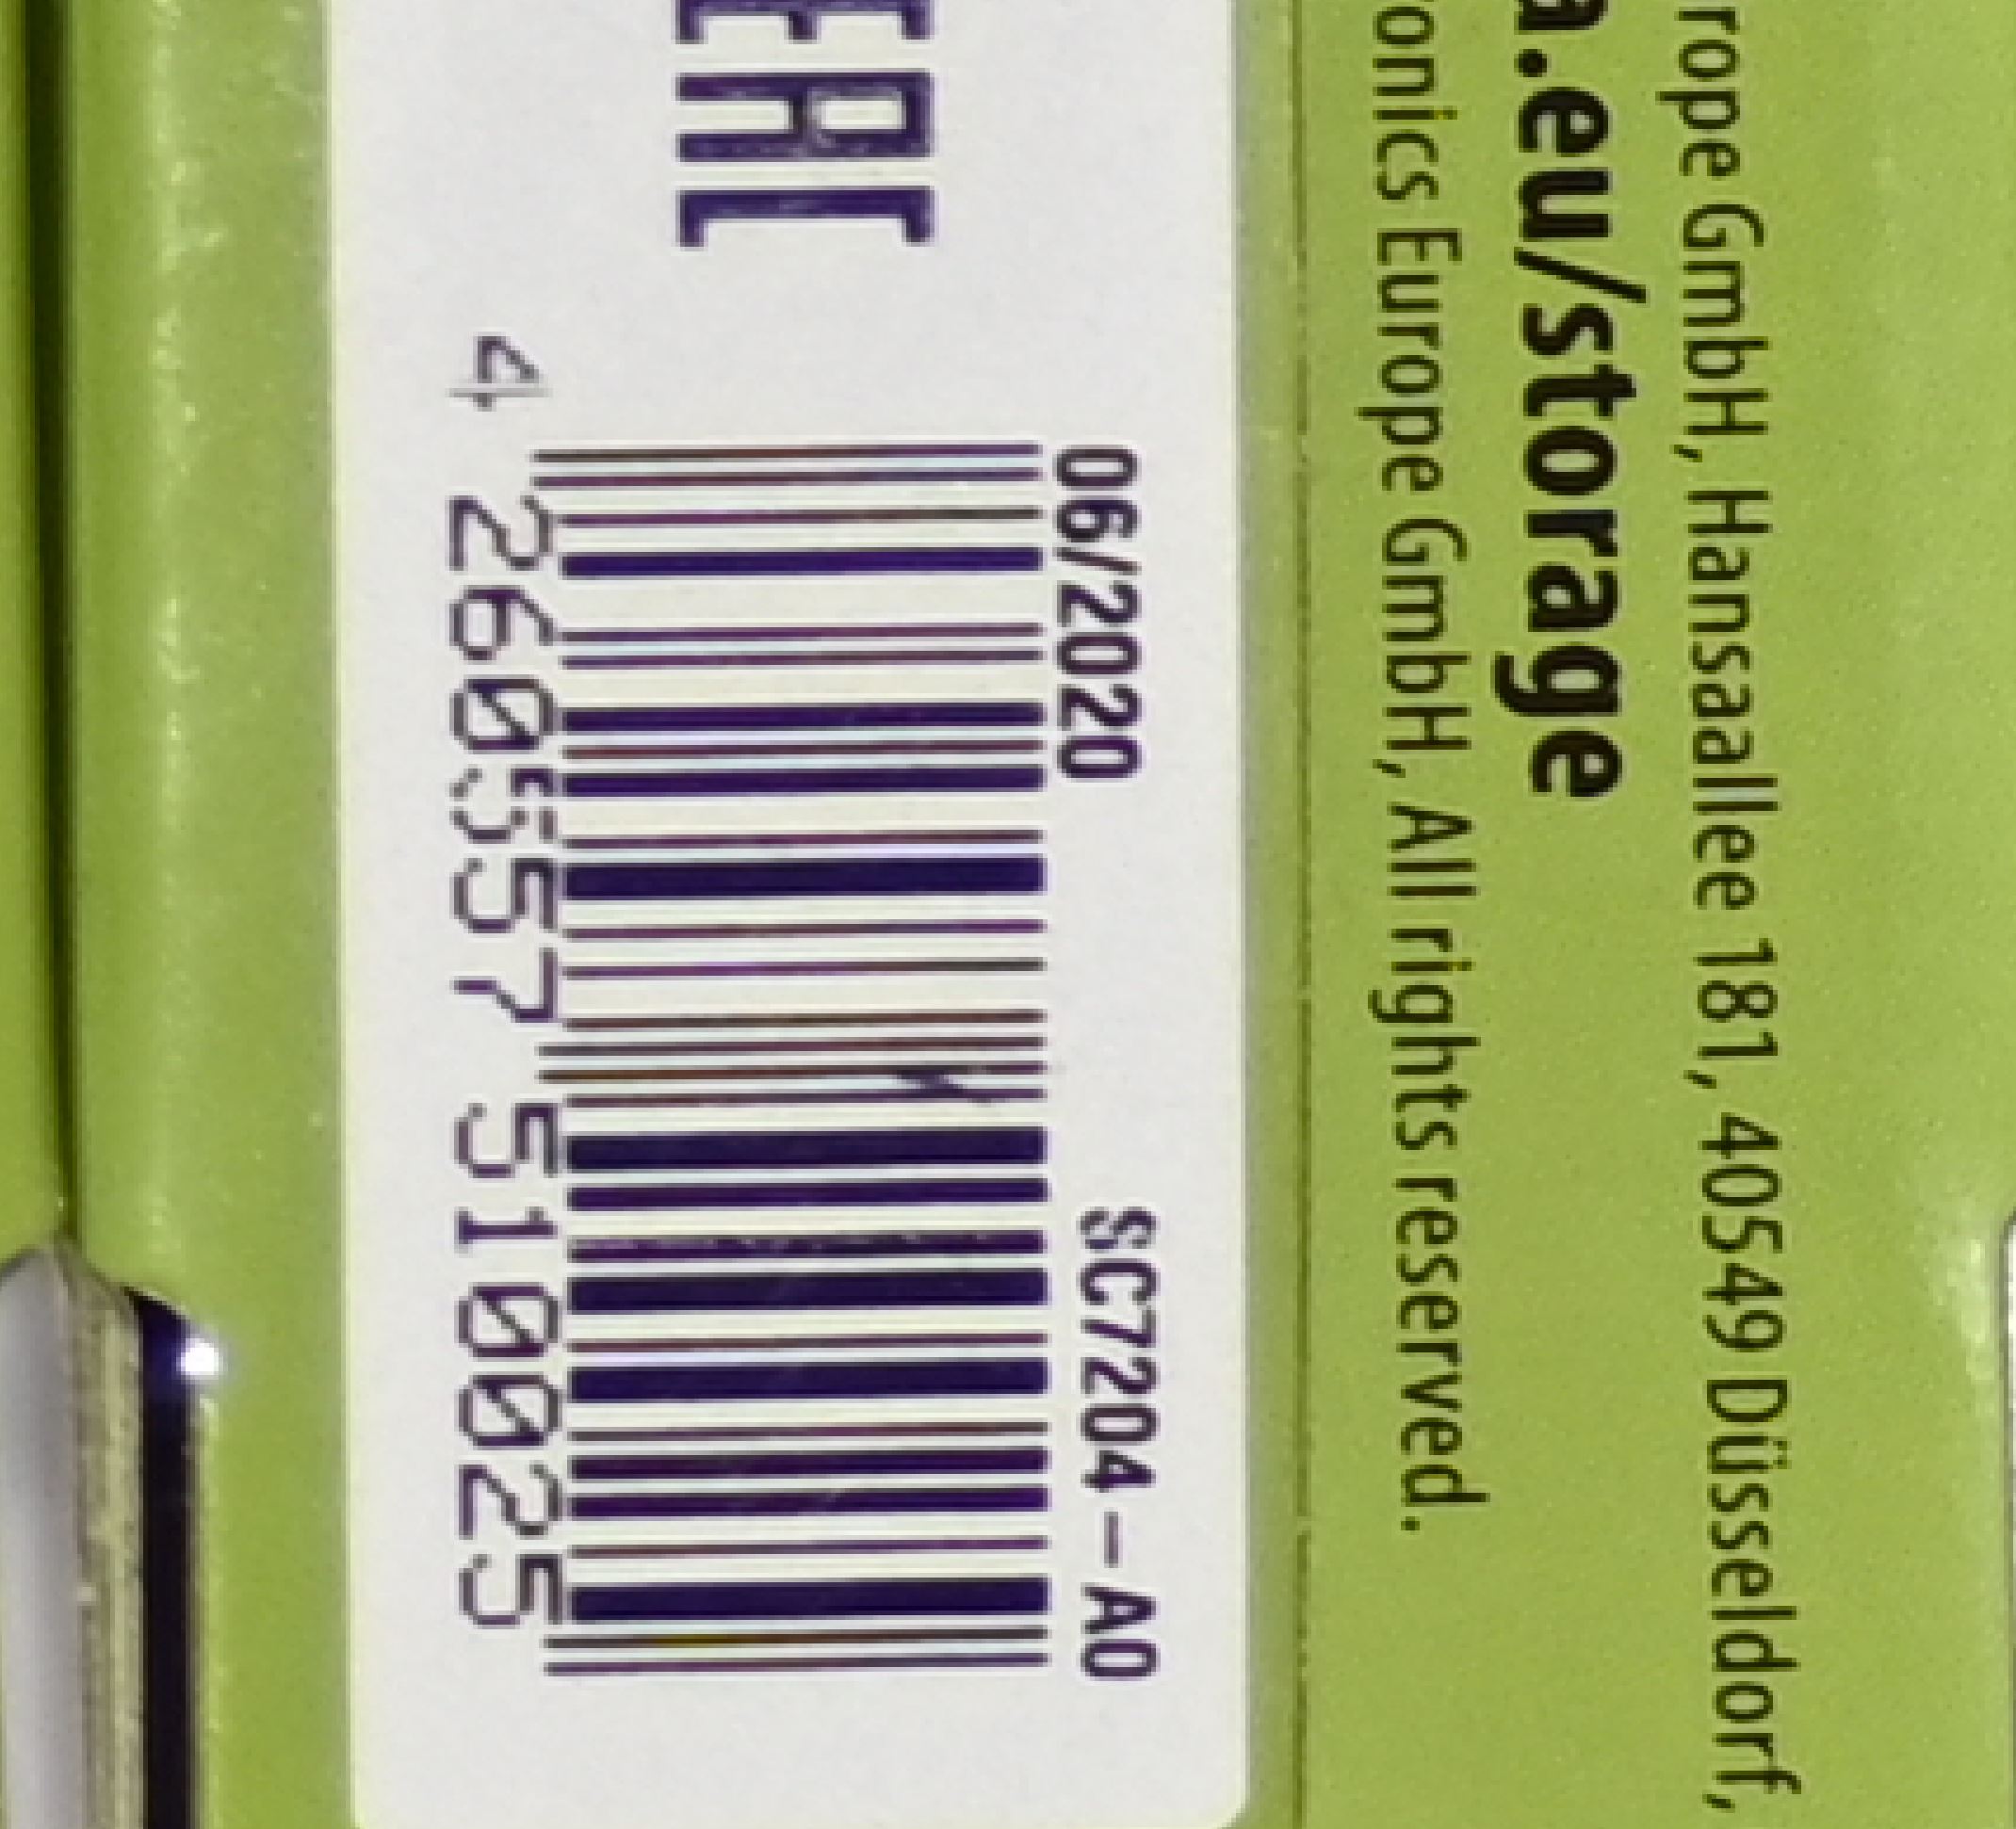 rope GmbH, Hansaallee 181, 40549 Düsseldorf,
a.eu/storage
onics Europe GmbH, All rights reserved.
06/2020 SC7204-A0
4 260557 510025